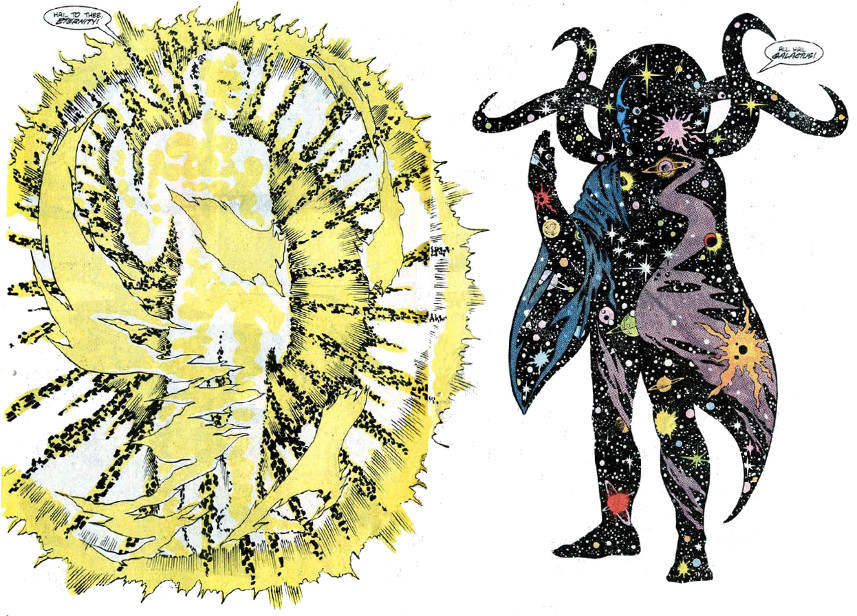 HAIL TO THEE,
ETERNITY!
ALL HAIL
GALACTUS!